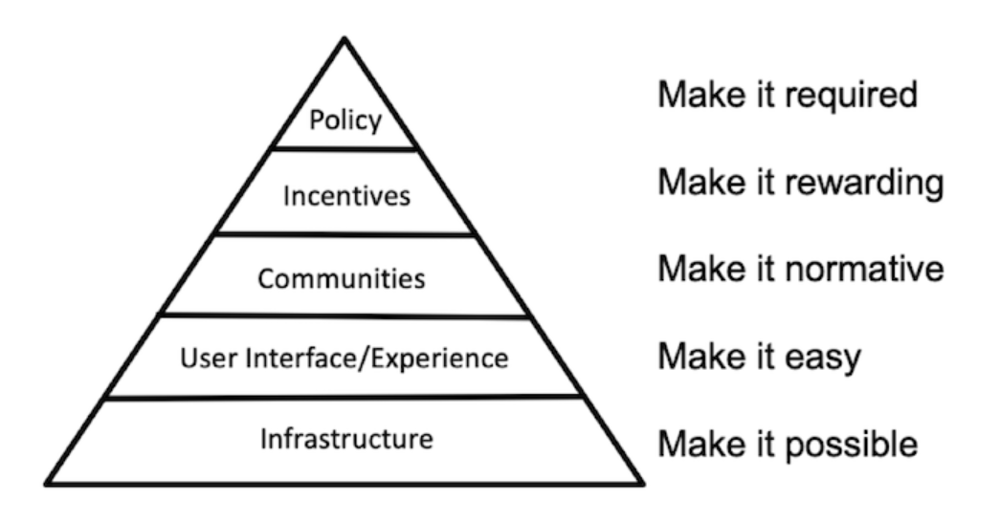 Policy
Make it required
Incentives
Make it rewarding
Communities
Make it normative
User Interface/Experience
Make it easy
Infrastructure
Make it possible